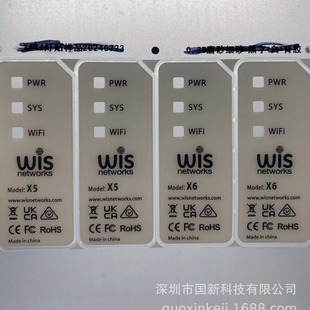 PWR
SYS
WiFi
wis
networks
Model: X5
www.wisnetworks.com
UK
CA
CE FC RoHS
Made in china
PWR
SYS
WiFi
wis
networks
Model: X5
www.wisnetworks.com
UK
CA
CE FC RoHS
Made in china
PWR
SYS
WiFi
wis
networks
Model: X6
www.wisnetworks.com
UK
CA
CE FC RoHS
Made in china
PWR
SYS
WiFi
wis
networks
Model: X6
www.wisnetworks.com
UK
CA
CE FC RoHS
Made in china
深圳市国新科技有限公司
guoxinkeji.1688.com